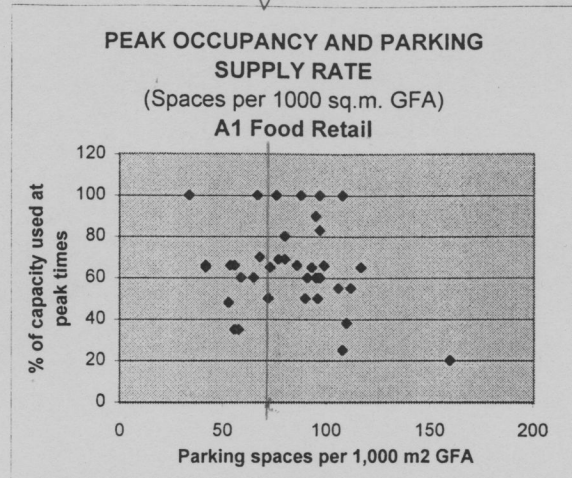 PEAK OCCUPANCY AND PARKING
SUPPLY RATE
(Spaces per 1000 sq.m. GFA)
A1 Food Retail
120
100
80
60
40
20
0
% of capacity used at
peak times
0
50
100
150
200
Parking spaces per 1,000 m2 GFA